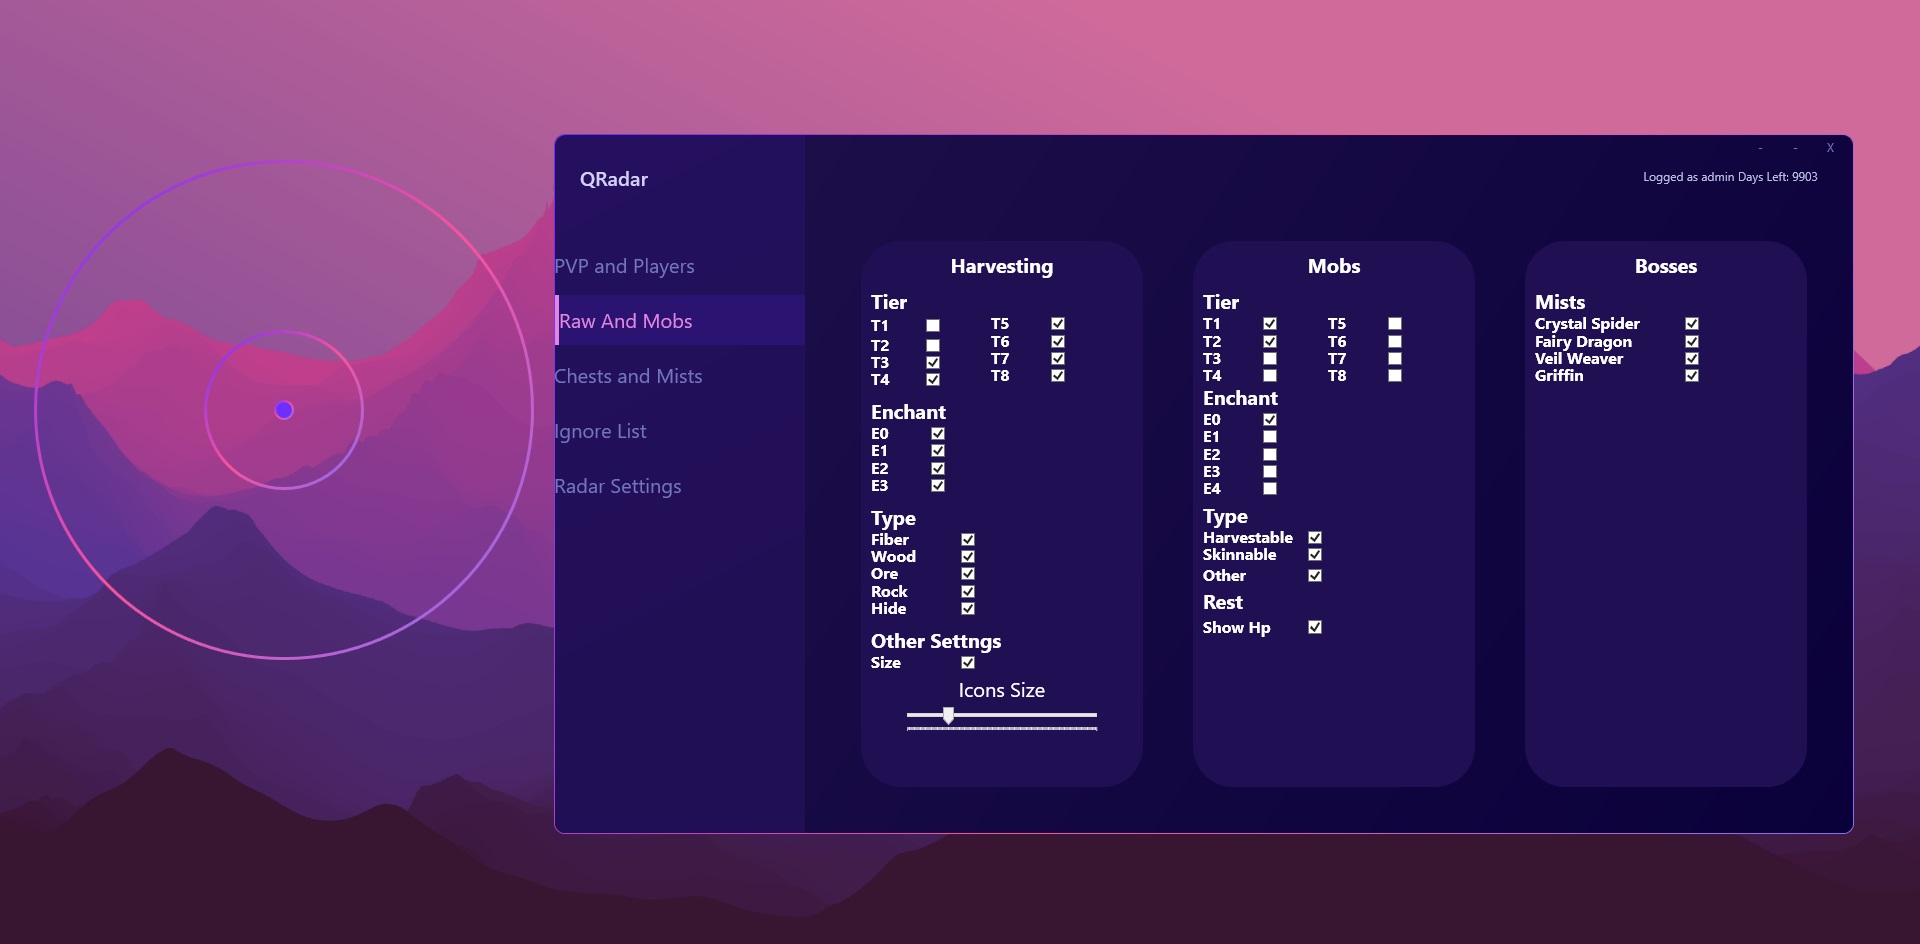 - - X
QRadar
Logged as admin Days Left: 9903
PVP and Players
Raw And Mobs
Chests and Mists
Ignore List
Radar Settings
Harvesting
Tier
T1 T5
T2 T6
T3 T7
T4 T8
Enchant
E0
E1
E2
E3
Type
Fiber
Wood
Ore
Rock
Hide
Other Settngs
Size
Icons Size
Mobs
Tier
T1 T5
T2 T6
T3 T7
T4 T8
Enchant
E0
E1
E2
E3
E4
Type
Harvestable
Skinnable
Other
Rest
Show Hp
Bosses
Mists
Crystal Spider
Fairy Dragon
Veil Weaver
Griffin